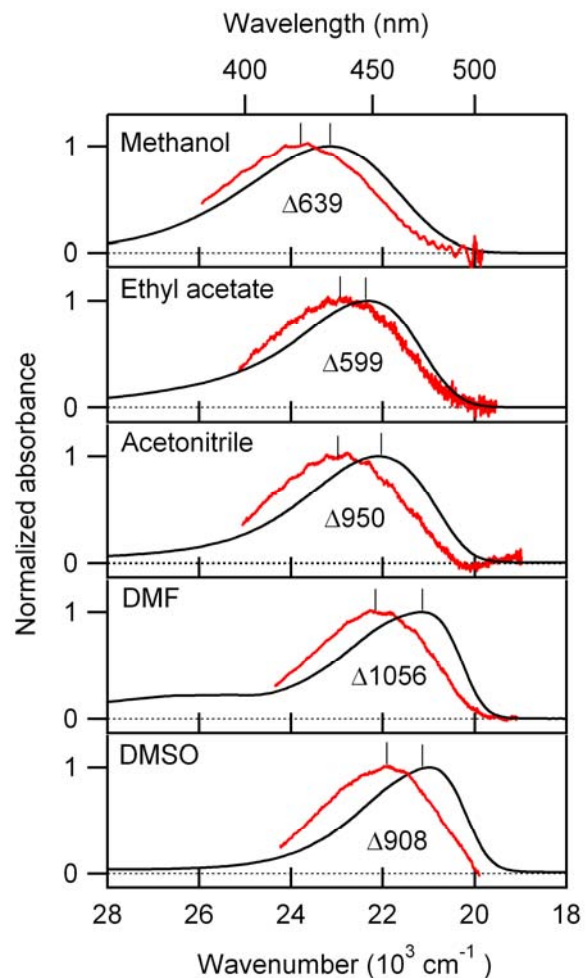 Wavelength (nm)
400 450 500
Methanol
1
Δ639
0
Ethyl acetate
1
Δ599
0
Normalized absorbance
Acetonitrile
1
Δ950
0
DMF
1
Δ1056
0
DMSO
1
Δ908
0
28 26 24 22 20 18
Wavenumber (10³ cm⁻¹)